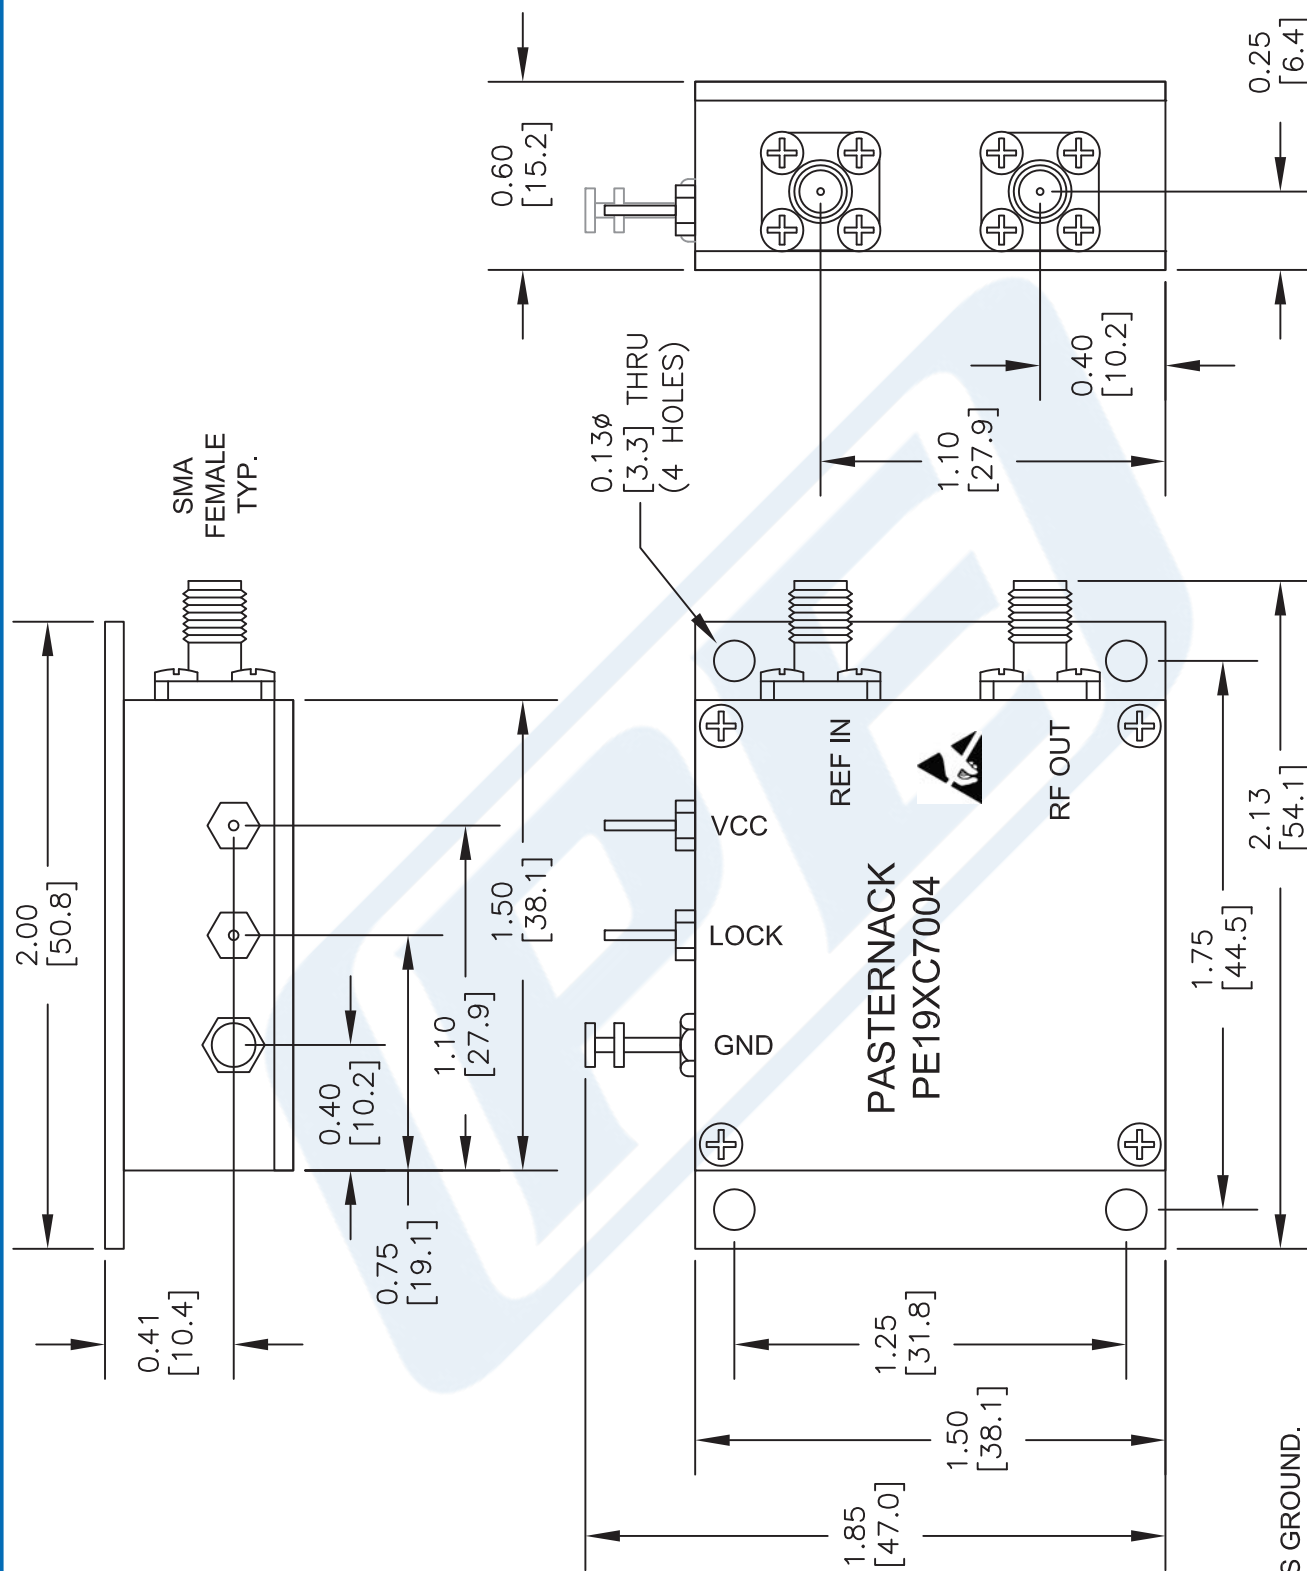 SMA
FEMALE
TYP.
2.00
[50.8]
0.41
[10.4]
0.40
[10.2]
0.75
[19.1]
1.10
[27.9]
1.50
[38.1]
0.60
[15.2]
0.25
[6.4]
0.40
[10.2]
1.10
[27.9]
0.13ø
[3.3] THRU
(4 HOLES)
VCC
LOCK
GND
REF IN
RF OUT
PASTERNACK
PE19XC7004
1.75
[44.5]
2.13
[54.1]
1.25
[31.8]
1.50
[38.1]
1.85
[47.0]
S GROUND.
PE